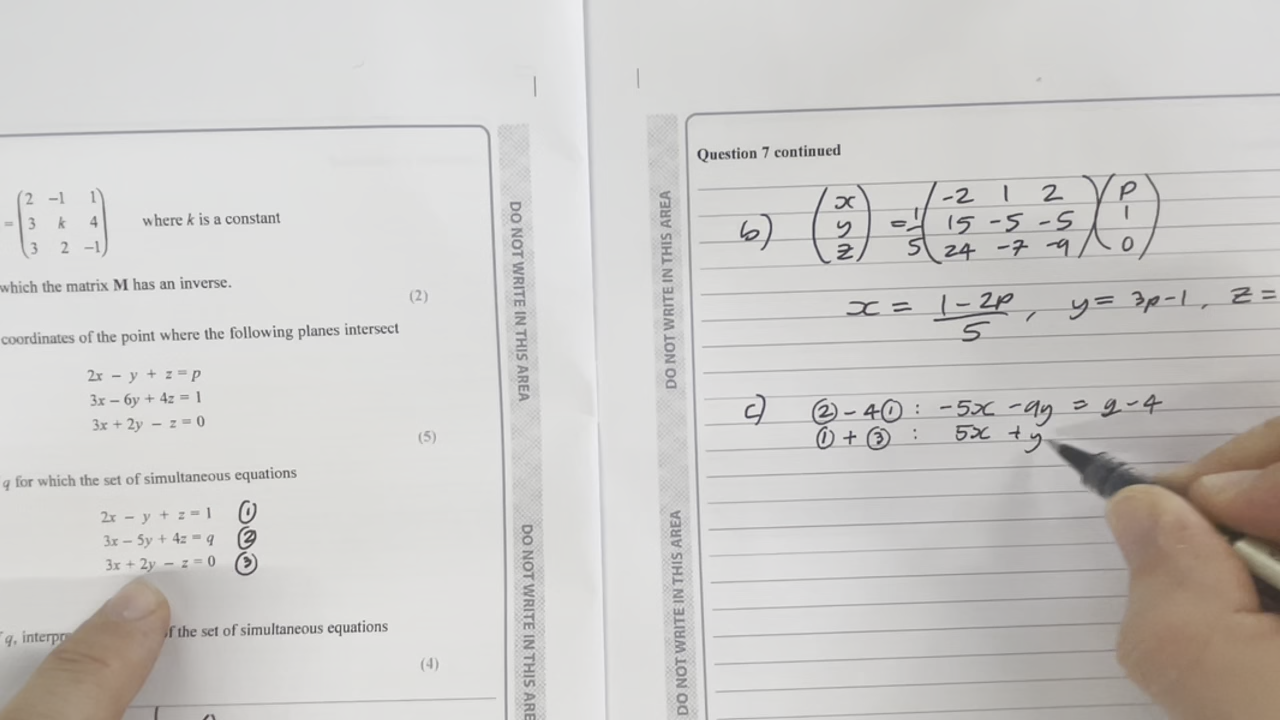 = (2 -1 1
3 k 4
3 2 -1) where k is a constant
which the matrix M has an inverse.
(2)
coordinates of the point where the following planes intersect
2x - y + z = p
3x - 6y + 4z = 1
3x + 2y - z = 0
(5)
q for which the set of simultaneous equations
2x - y + z = 1 ①
3x - 5y + 4z = q ②
3x + 2y - z = 0 ③
q, interpr f the set of simultaneous equations
(4)
DO NOT WRITE IN THIS AREA
DO NOT WRITE IN THIS ARE
DO NOT WRITE IN THIS AREA
DO NOT WRITE IN THIS AREA
Question 7 continued
b) (x y z) = 1/5 (-2 1 2
15 -5 -5
24 -7 -9) (p 1 0)
x = (1-2p)/5, y = 3p-1, z =
c) ②-4① : -5x -9y = q-4
①+③ : 5x + y